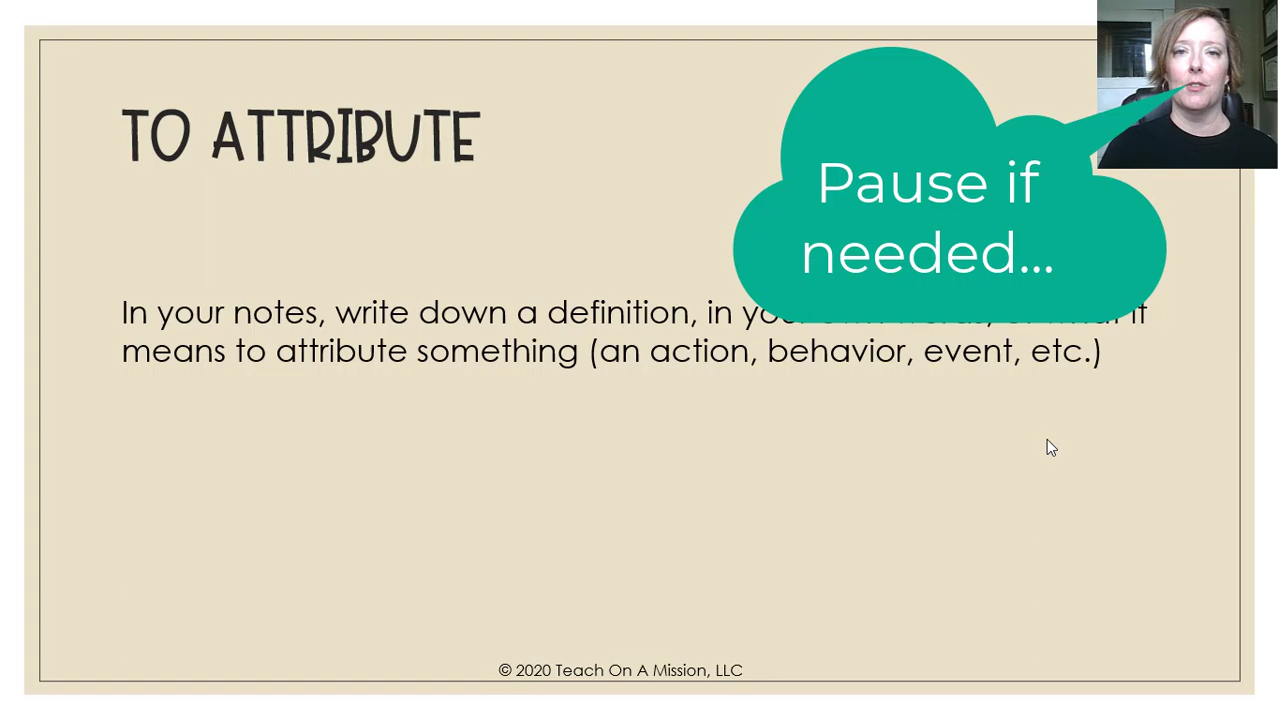 TO ATTRIBUTE
Pause if
needed...
In your notes, write down a definition, in it
means to attribute something (an action, behavior, event, etc.)
© 2020 Teach On A Mission, LLC